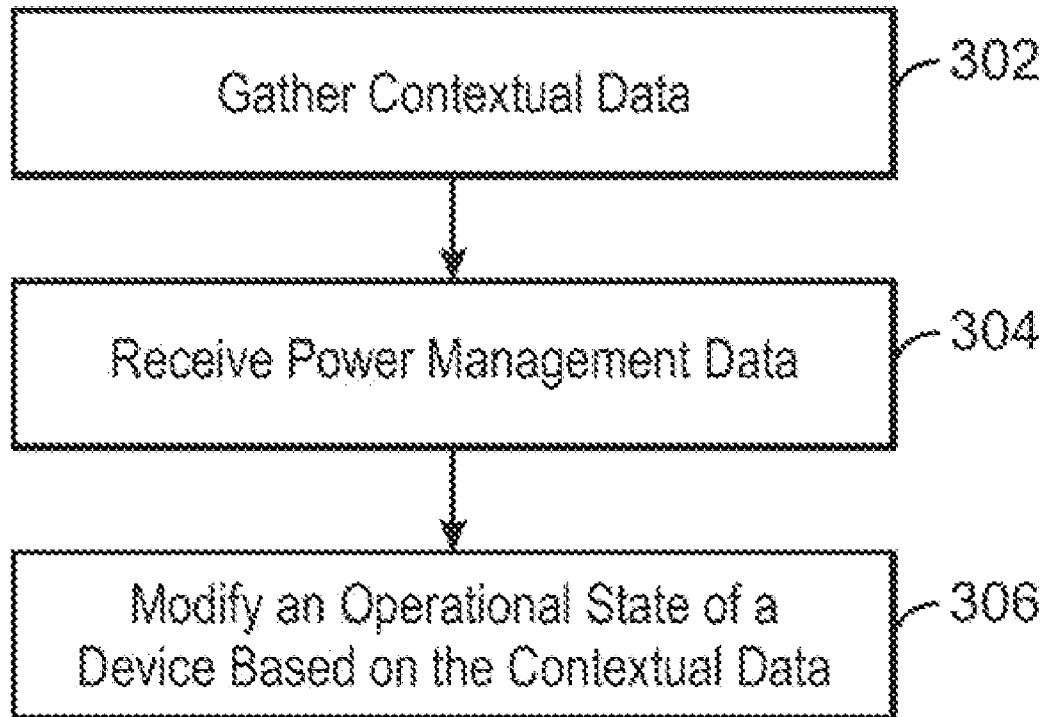 Gather Contextual Data
302
Receive Power Management Data
304
Modify an Operational State of a
Device Based on the Contextual Data
306